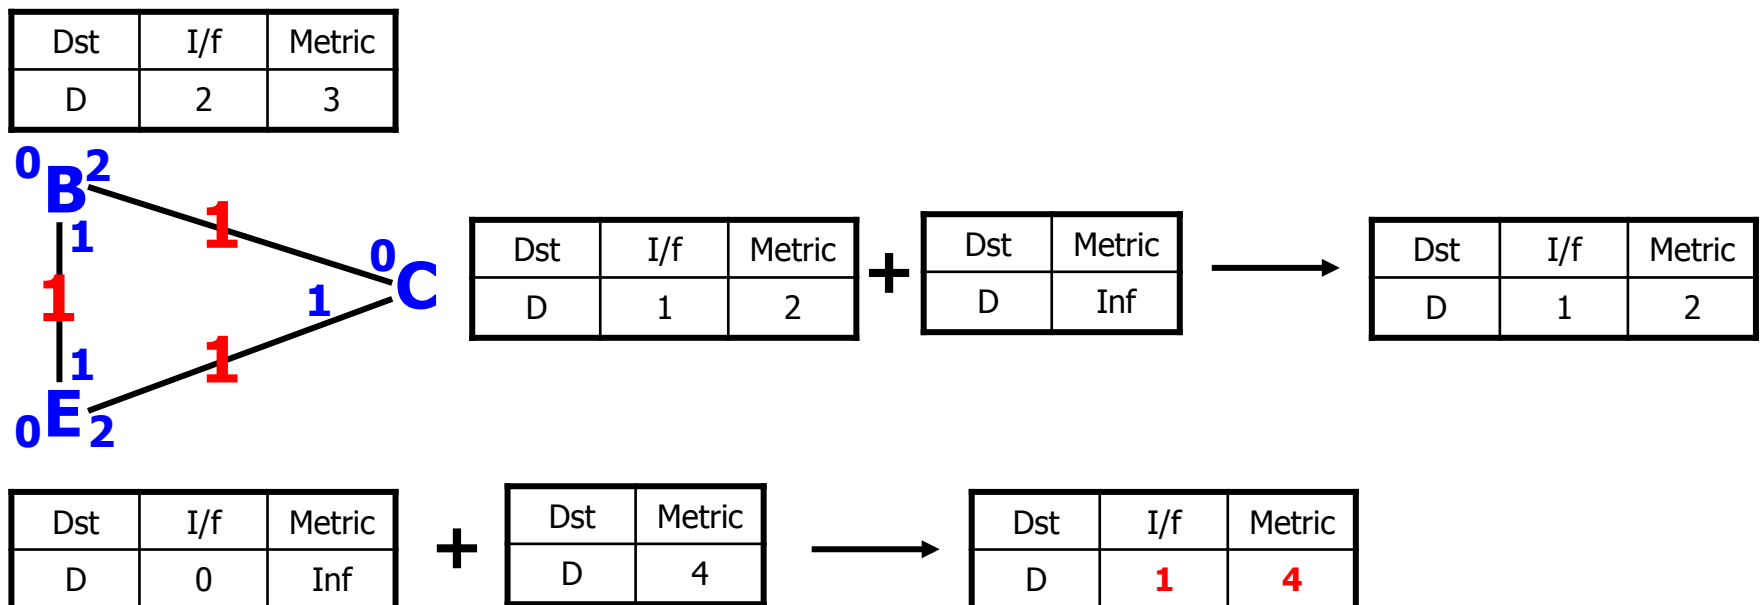 Dst I/f Metric
D 2 3
0 B 2
1
1
1
E
0 2
1
1
0
C
1
Dst I/f Metric
D 1 2
+
Dst Metric
D Inf
Dst I/f Metric
D 1 2
Dst I/f Metric
D 0 Inf
+
Dst Metric
D 4
Dst I/f Metric
D 1 4